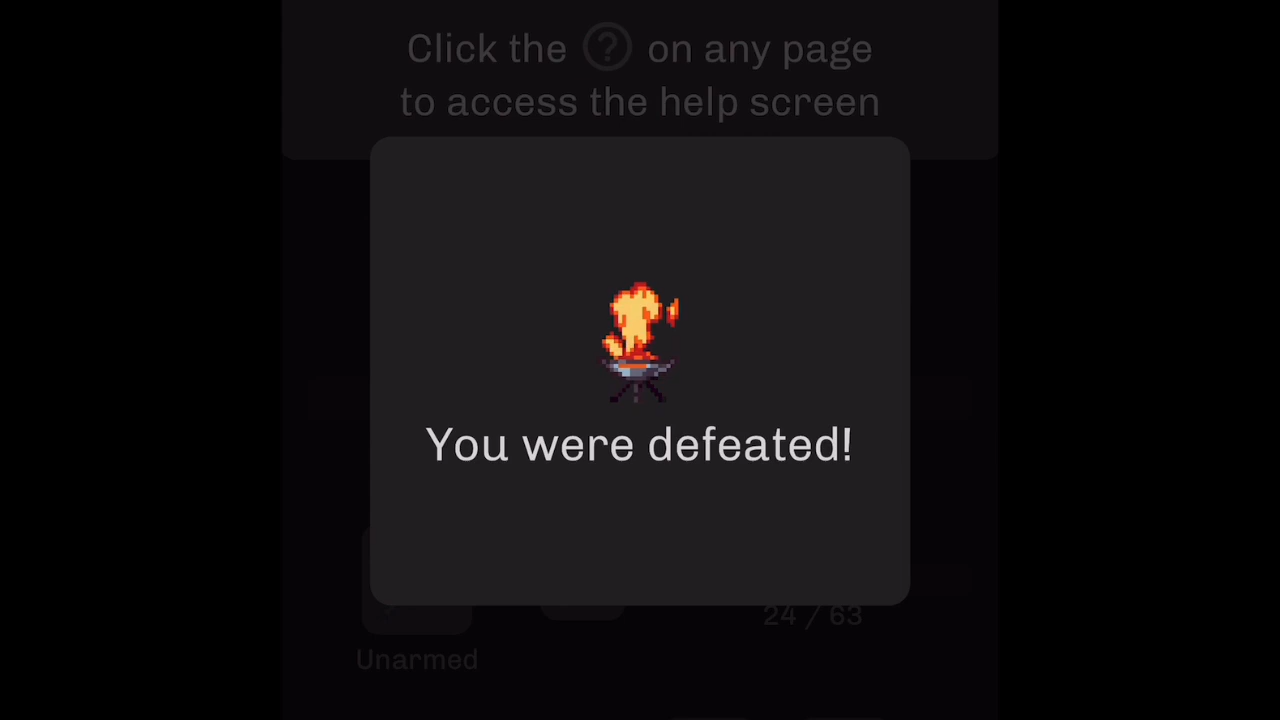 Click the ? on any page
to access the help screen
You were defeated!
24 / 63
Unarmed